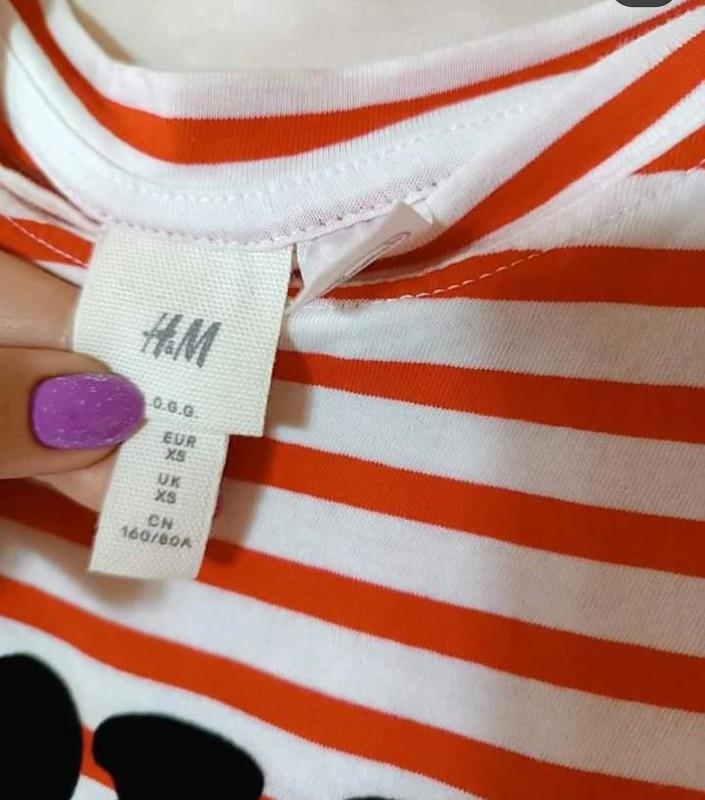 H&M
O.G.G.
EUR
XS
UK
XS
CN
160/80A